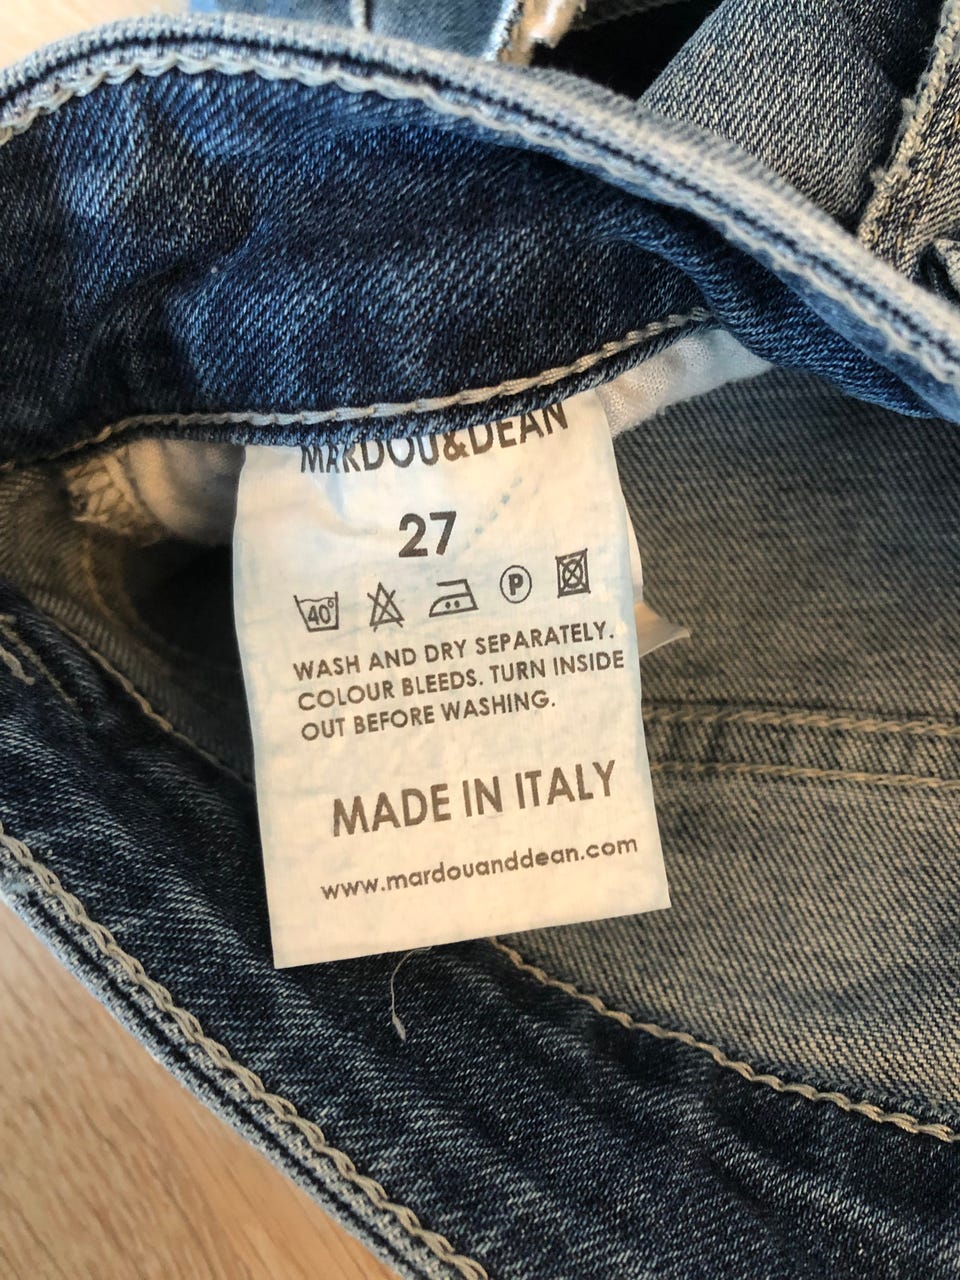 MARDOU&DEAN
27
40° P
WASH AND DRY SEPARATELY.
COLOUR BLEEDS. TURN INSIDE
OUT BEFORE WASHING.
MADE IN ITALY
www.mardouanddean.com